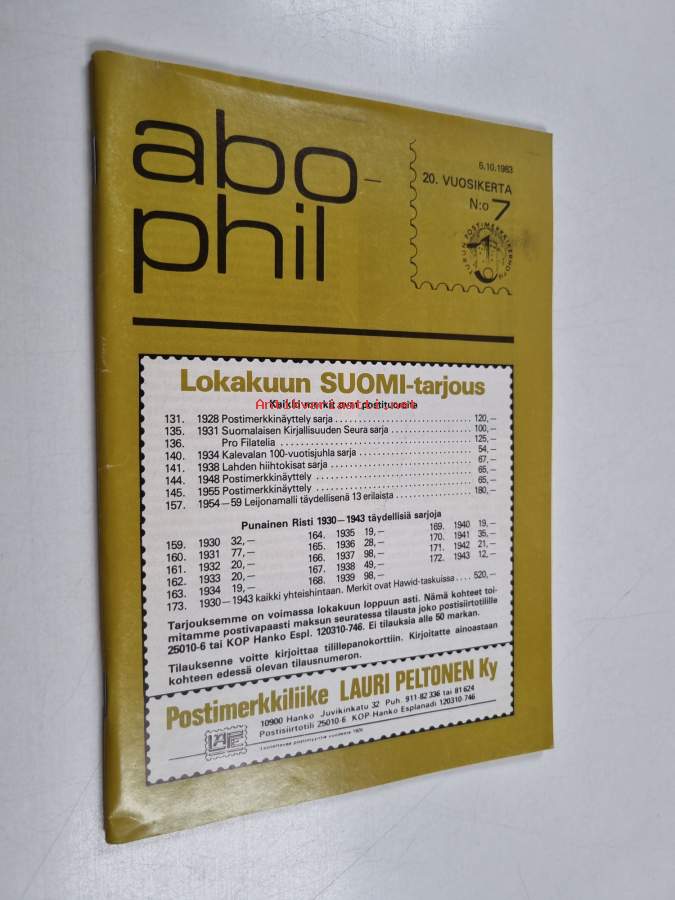 abo-
phil
5.10.1983
20. VUOSIKERTA
N:o 7
TURUN POSTIMERKKIKERHO
Lokakuun SUOMI-tarjous
Kaikki merkit ovat postituoreita
131. 1928 Postimerkkinäyttely sarja 120,—
135. 1931 Suomalaisen Kirjallisuuden Seura sarja 100,—
136. Pro Filatelia 125,—
140. 1934 Kalevalan 100-vuotisjuhla sarja 54,—
141. 1938 Lahden hiihtokisat sarja 67,—
144. 1948 Postimerkkinäyttely 65,—
145. 1955 Postimerkkinäyttely 65,—
157. 1954—59 Leijonamalli täydellisenä 13 erilaista 180,—
Punainen Risti 1930—1943 täydellisiä sarjoja
159. 1930 32,— 164. 1935 19,— 169. 1940 19,—
160. 1931 77,— 165. 1936 28,— 170. 1941 35,—
161. 1932 20,— 166. 1937 98,— 171. 1942 21,—
162. 1933 20,— 167. 1938 49,— 172. 1943 12,—
163. 1934 19,— 168. 1939 98,—
173. 1930—1943 kaikki yhteishintaan. Merkit ovat Hawid-taskuissa.... 520,—
Tarjouksemme on voimassa lokakuun loppuun asti. Nämä kohteet toi-
mitamme postivapaasti maksun seuratessa tilausta joko postisiirtotilille
25010-6 tai KOP Hanko Espl. 120310-746. Ei tilauksia alle 50 markan.
Tilauksenne voitte kirjoittaa tilillepanokorttiin. Kirjoitatte ainoastaan
kohteen edessä olevan tilausnumeron.
Postimerkkiliike LAURI PELTONEN Ky
10900 Hanko Juvikinkatu 32 Puh. 911-82 336 tai 81 624
Postisiirtotili 25010-6 KOP-Hanko Esplanadi 120310-746